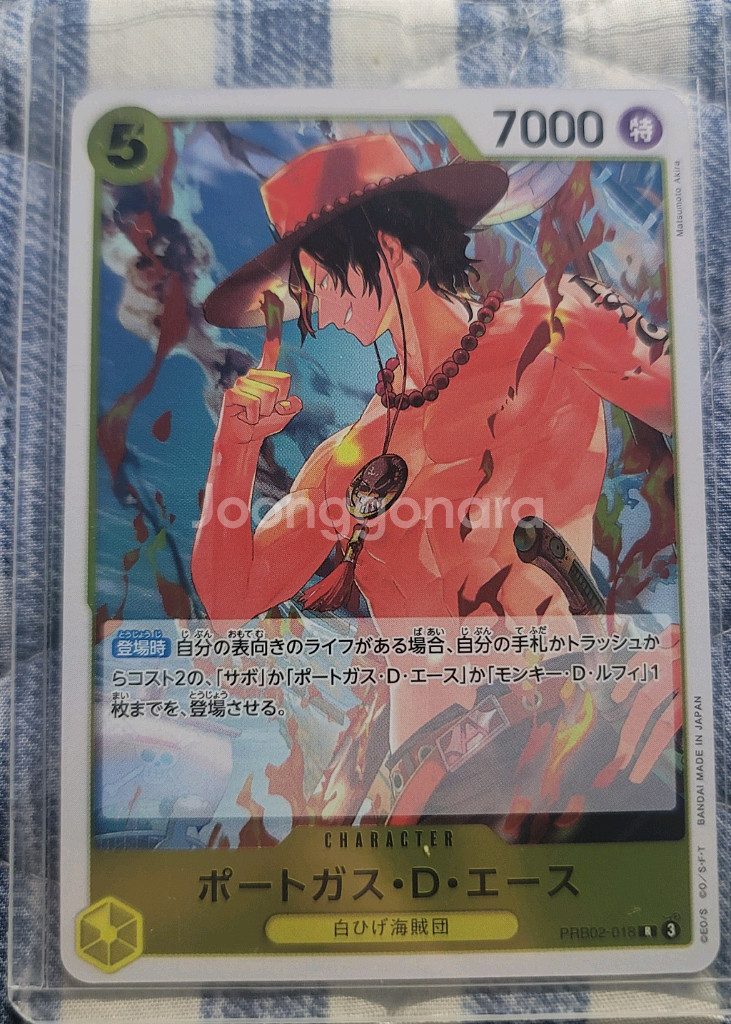 5
7000 特
Matsumoto Akira
Joonggonara
登場時 自分の表向きのライフがある場合、自分の手札かトラッシュか
らコスト2の、「サボ」か「ポートガス・D・エース」か「モンキー・D・ルフィ」1
枚までを、登場させる。
CHARACTER
ポートガス・D・エース
白ひげ海賊団
PRB02-018 R 3
©E.O/S ©O/S・F・T BANDAI MADE IN JAPAN